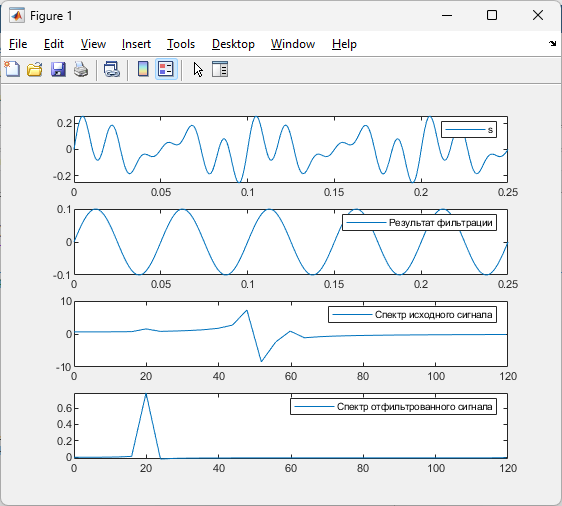 Figure 1
File Edit View Insert Tools Desktop Window Help
0.2
0
-0.2
s
0 0.05 0.1 0.15 0.2 0.25
0.1
0
-0.1
Результат фильтрации
0 0.05 0.1 0.15 0.2 0.25
10
0
-10
Спектр исходного сигнала
0 20 40 60 80 100 120
0.6
0.4
0.2
0
Спектр отфильтрованного сигнала
0 20 40 60 80 100 120